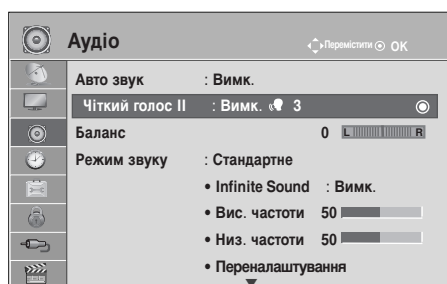 Аудіо
Перемістити OK
Авто звук : Вимк.
Чіткий голос II : Вимк. 3
Баланс 0 L R
Режим звуку : Стандартне
• Infinite Sound : Вимк.
• Вис. частоти 50
• Низ. частоти 50
• Переналаштування